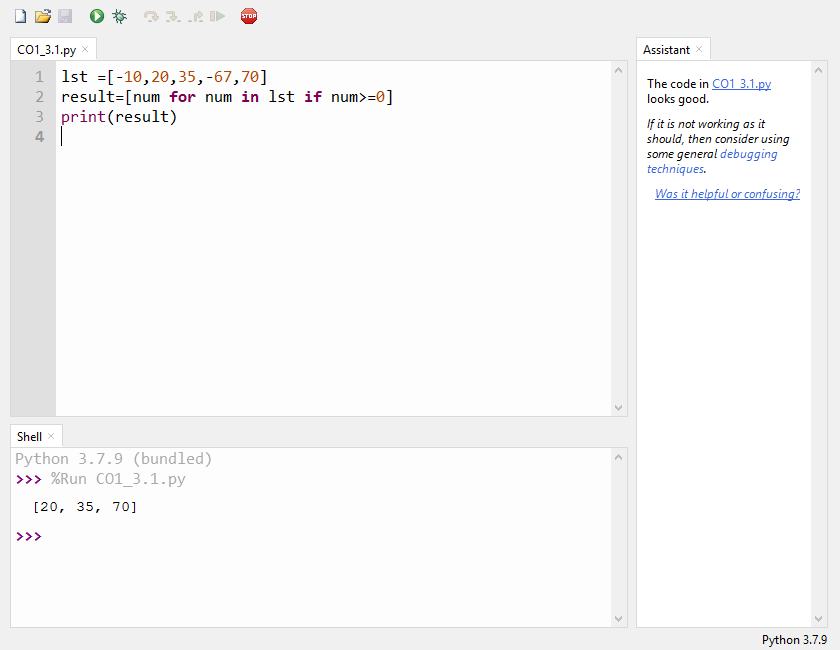 STOP
CO1_3.1.py ×
1 lst =[-10,20,35,-67,70]
2 result=[num for num in lst if num>=0]
3 print(result)
4
Shell ×
Python 3.7.9 (bundled)
>>> %Run CO1_3.1.py
[20, 35, 70]
>>>
Assistant ×
The code in CO1_3.1.py
looks good.
If it is not working as it
should, then consider using
some general debugging
techniques.
Was it helpful or confusing?
Python 3.7.9